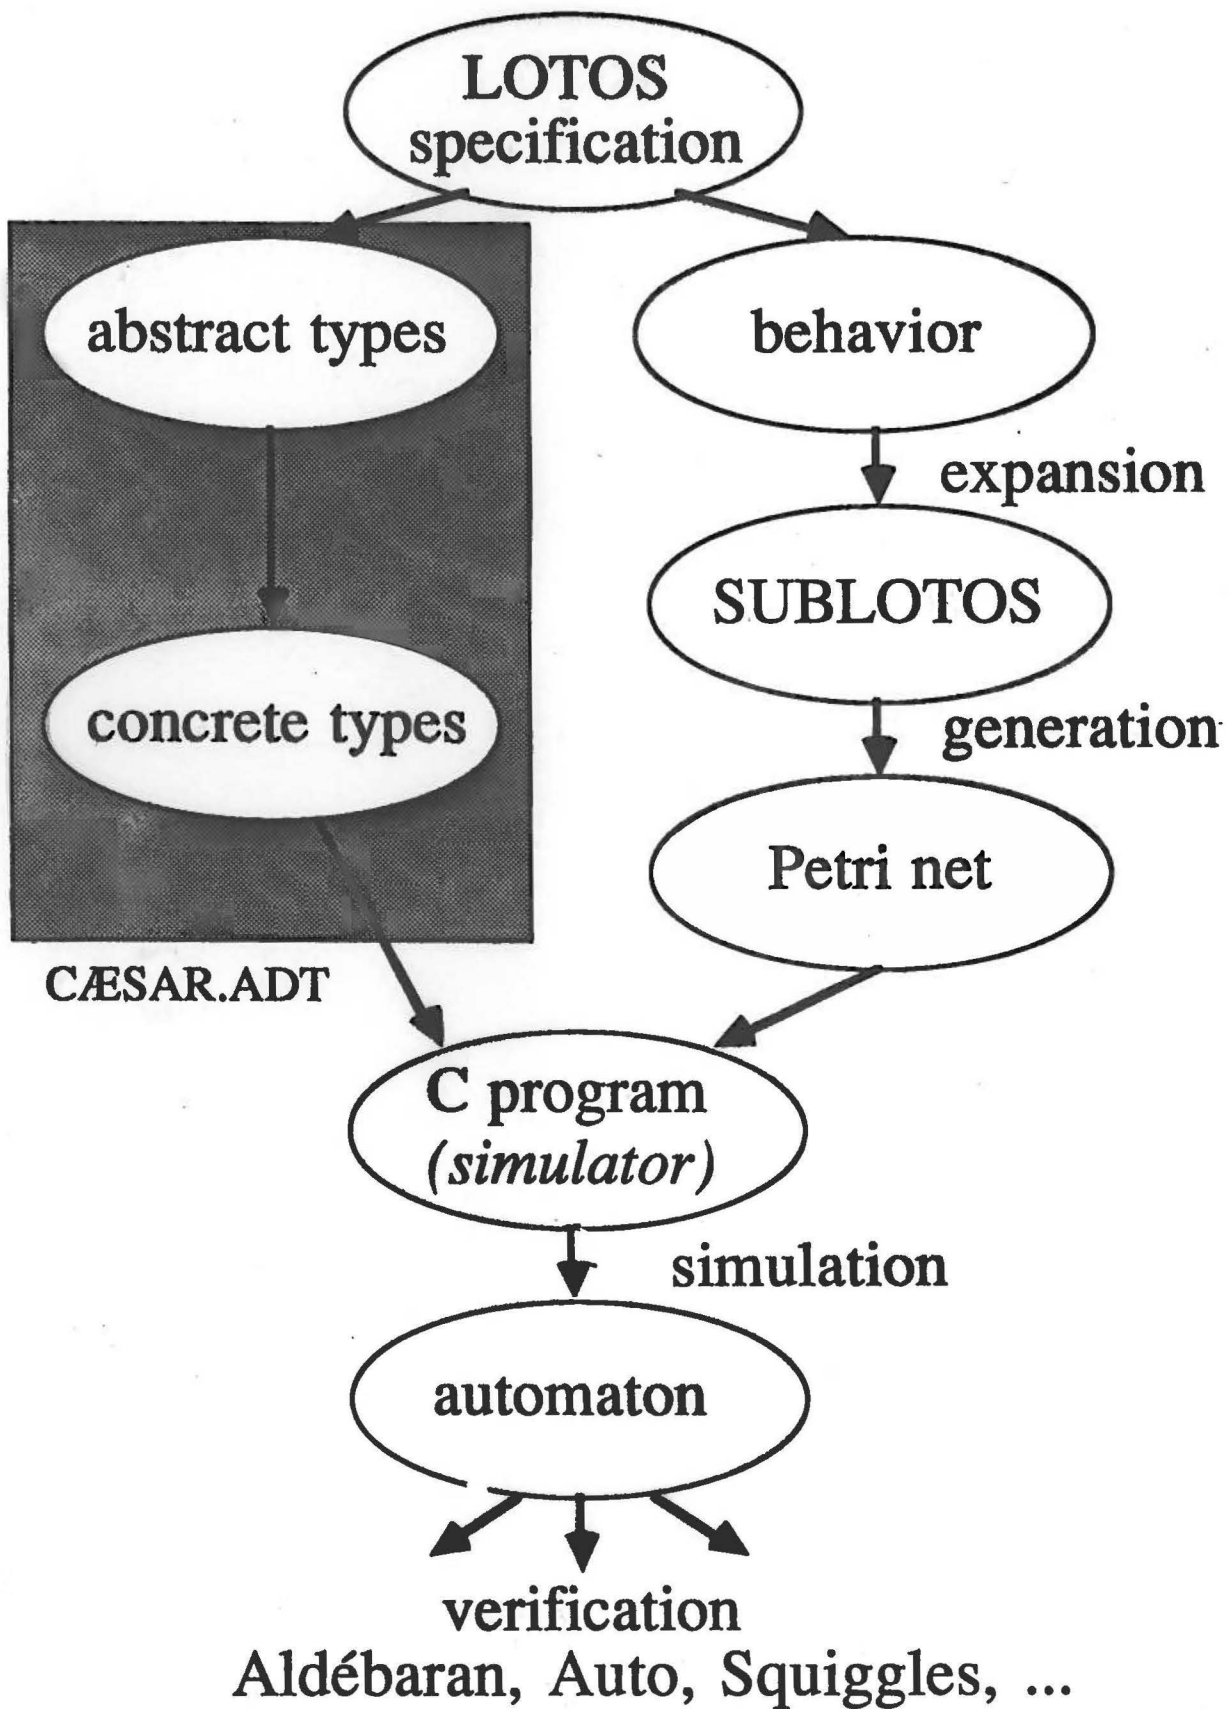 LOTOS
specification
abstract types
behavior
expansion
SUBLOTOS
concrete types
generation
Petri net
CÆSAR.ADT
C program
(simulator)
simulation
automaton
verification
Aldébaran, Auto, Squiggles, ...